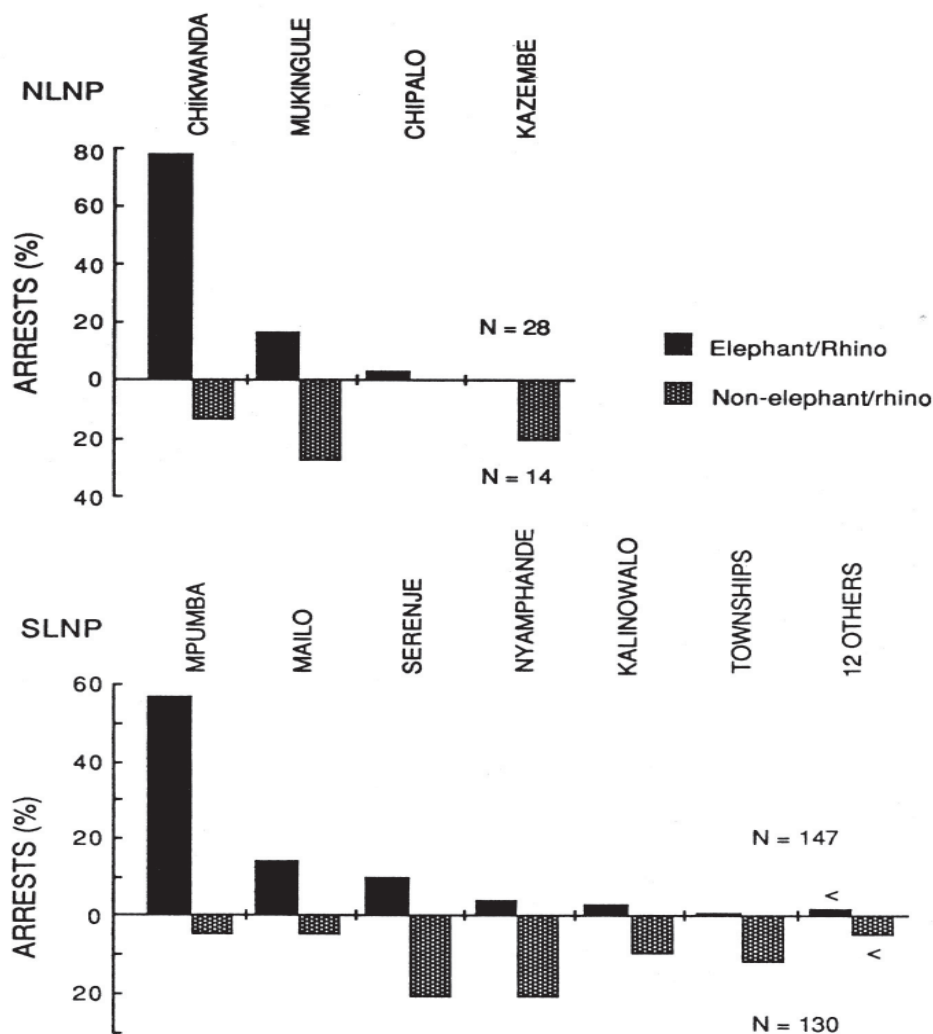 NLNP
CHIKWANDA
MUKINGULE
CHIPALO
KAZEMBE
ARRESTS (%)
80
60
40
20
0
20
40
N = 28
N = 14
Elephant/Rhino
Non-elephant/rhino
SLNP
MPUMBA
MAILO
SERENJE
NYAMPHANDE
KALINOWALO
TOWNSHIPS
12 OTHERS
ARRESTS (%)
60
40
20
0
20
N = 147
<
<
N = 130